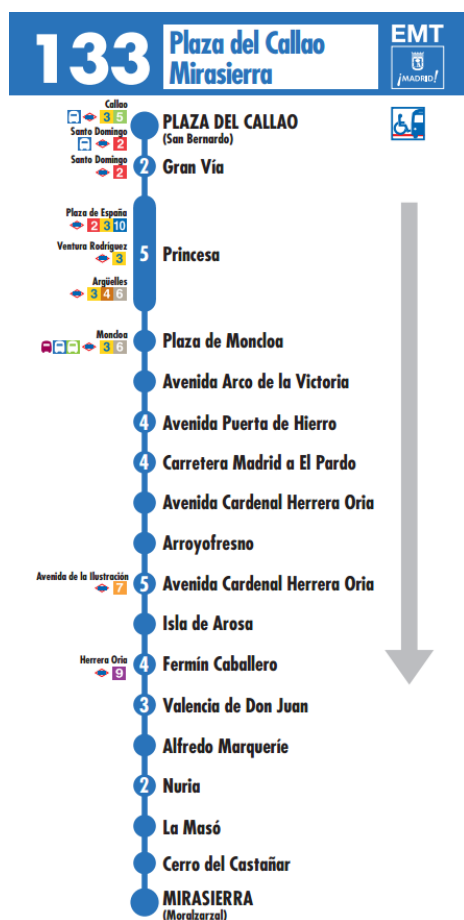 133
Plaza del Callao
Mirasierra
EMT
¡MADRID!
Callao
3 5
PLAZA DEL CALLAO
(San Bernardo)
Santo Domingo
2
Santo Domingo
2
2 Gran Vía
Plaza de España
2 3 10
Ventura Rodríguez
3
5 Princesa
Argüelles
3 4 6
Moncloa
3 6
Plaza de Moncloa
Avenida Arco de la Victoria
4 Avenida Puerta de Hierro
4 Carretera Madrid a El Pardo
Avenida Cardenal Herrera Oria
Arroyofresno
Avenida de la Ilustración
7
5 Avenida Cardenal Herrera Oria
Isla de Arosa
Herrera Oria
9
4 Fermín Caballero
3 Valencia de Don Juan
Alfredo Marqueríe
2 Nuria
La Masó
Cerro del Castañar
MIRASIERRA
(Moralzarzal)